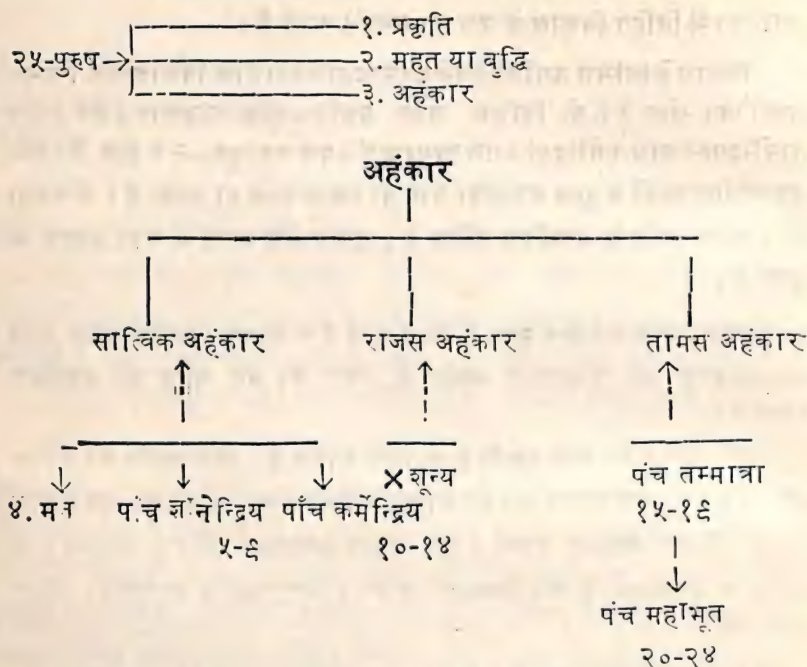 १. प्रकृति
२५-पुरुष→ २. महत या वुद्धि
३. अहंकार
अहंकार
सात्विक अहंकार राजस अहंकार तामस अहंकार
× शून्य पंच तम्मात्रा
४. मन पंच ज्ञानेन्द्रिय पाँच कर्मेन्द्रिय १५-१९
५-९ १०-१४
पंच महाभूत
२०-२४